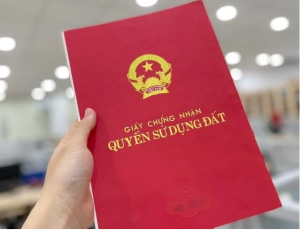 GIẤY CHỨNG NHẬN
QUYỀN SỬ DỤNG ĐẤT